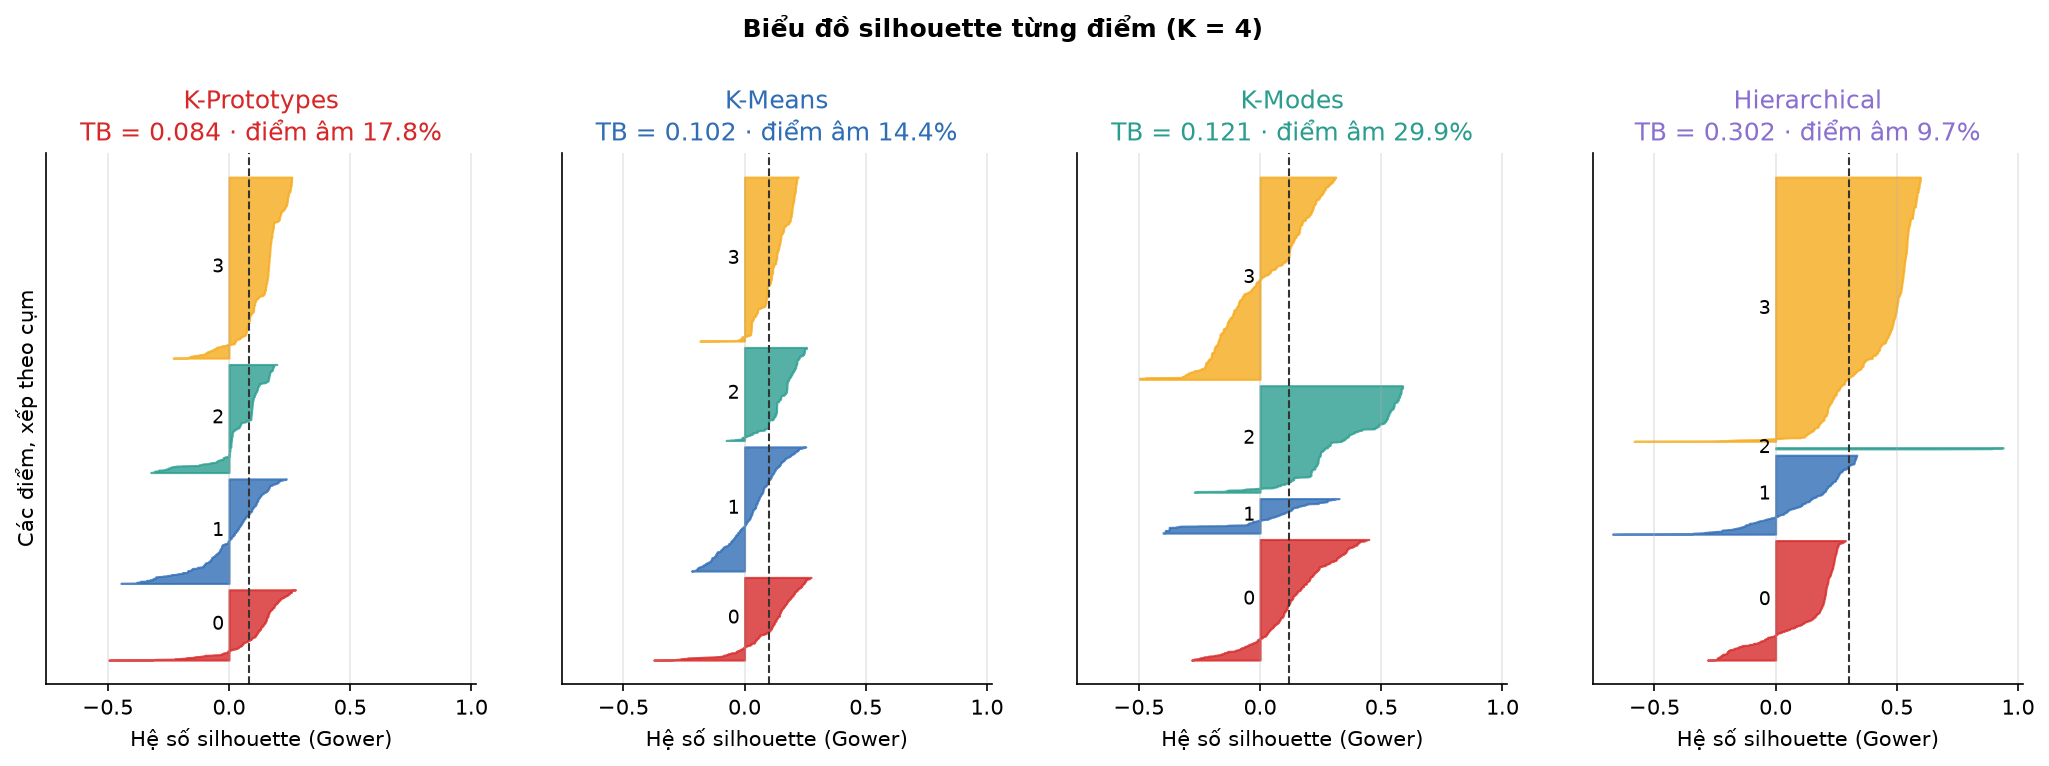 Biểu đồ silhouette từng điểm (K = 4)
K-Prototypes
TB = 0.084 · điểm âm 17.8%
K-Means
TB = 0.102 · điểm âm 14.4%
K-Modes
TB = 0.121 · điểm âm 29.9%
Hierarchical
TB = 0.302 · điểm âm 9.7%
Các điểm, xếp theo cụm
3
2
1
0
3
2
1
0
3
2
1
0
3
2
1
0
−0.5 0.0 0.5 1.0
−0.5 0.0 0.5 1.0
−0.5 0.0 0.5 1.0
−0.5 0.0 0.5 1.0
Hệ số silhouette (Gower)
Hệ số silhouette (Gower)
Hệ số silhouette (Gower)
Hệ số silhouette (Gower)